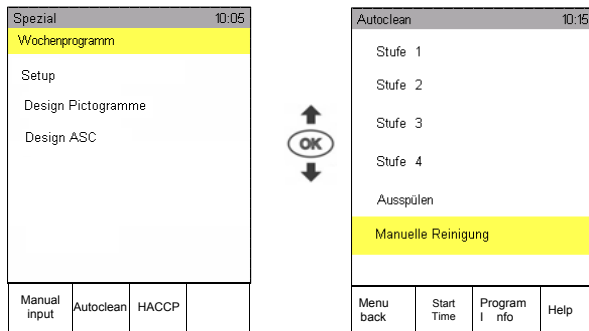 Spezial 10:05
Wochenprogramm
Setup
Design Pictogramme
Design ASC
Manual input Autoclean HACCP
OK
Autoclean 10:15
Stufe 1
Stufe 2
Stufe 3
Stufe 4
Ausspülen
Manuelle Reinigung
Menu back Start Time Program I nfo Help